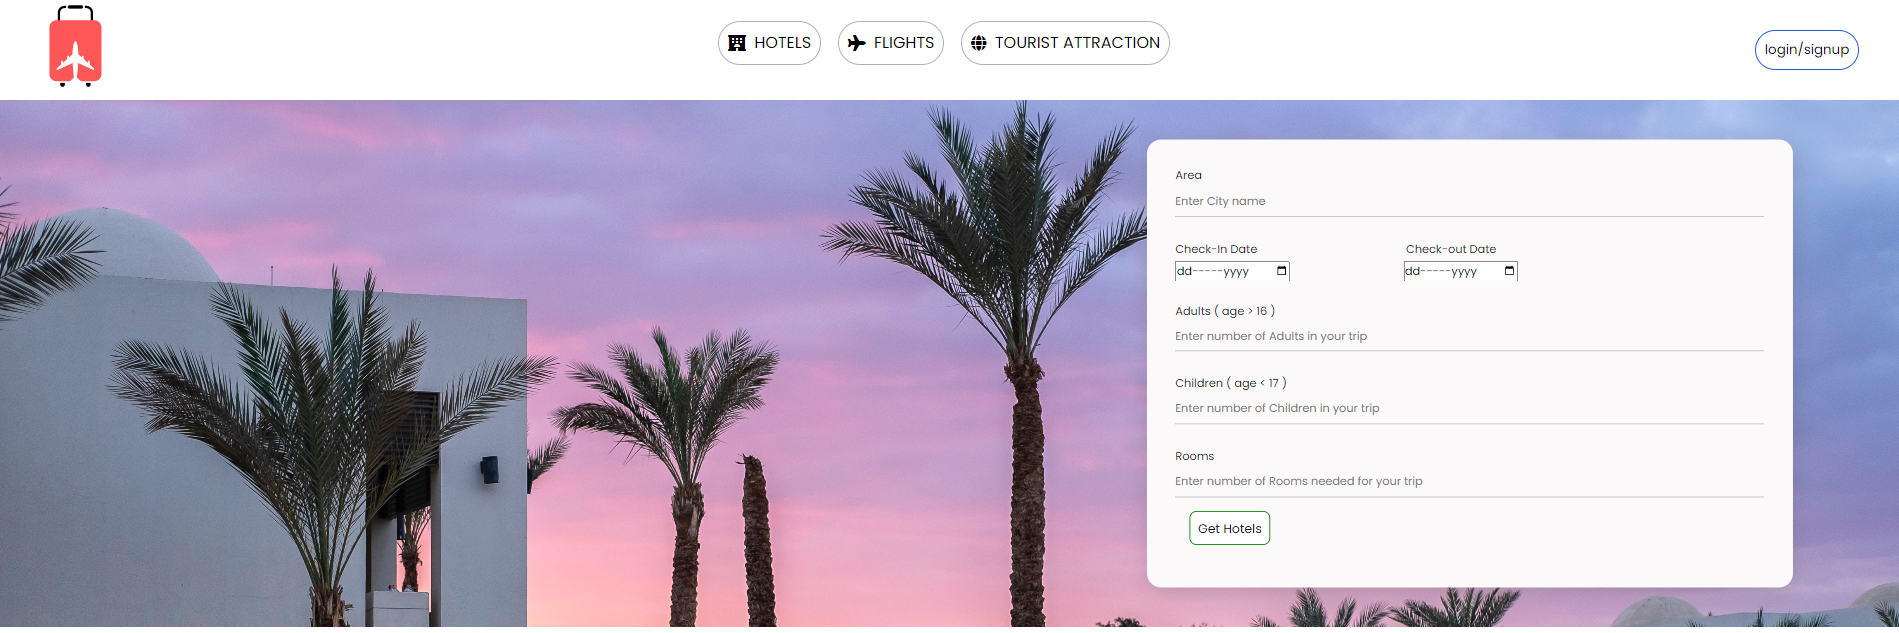 HOTELS FLIGHTS TOURIST ATTRACTION
login/signup
Area
Enter City name
Check-In Date Check-out Date
dd-----yyyy dd-----yyyy
Adults ( age > 16 )
Enter number of Adults in your trip
Children ( age < 17 )
Enter number of Children in your trip
Rooms
Enter number of Rooms needed for your trip
Get Hotels